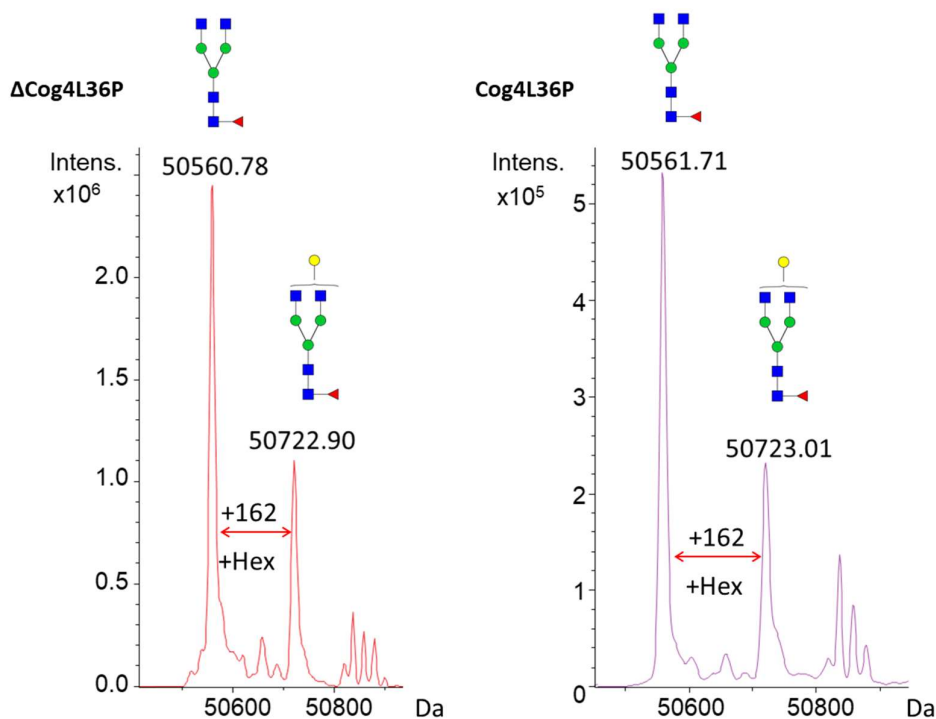 ΔCog4L36P
Intens.
x10⁶
50560.78
2.0
1.5
1.0
0.5
0.0
50722.90
+162
+Hex
50600
50800
Da
Cog4L36P
Intens.
x10⁵
50561.71
5
4
3
2
1
0
50723.01
+162
+Hex
50600
50800
Da